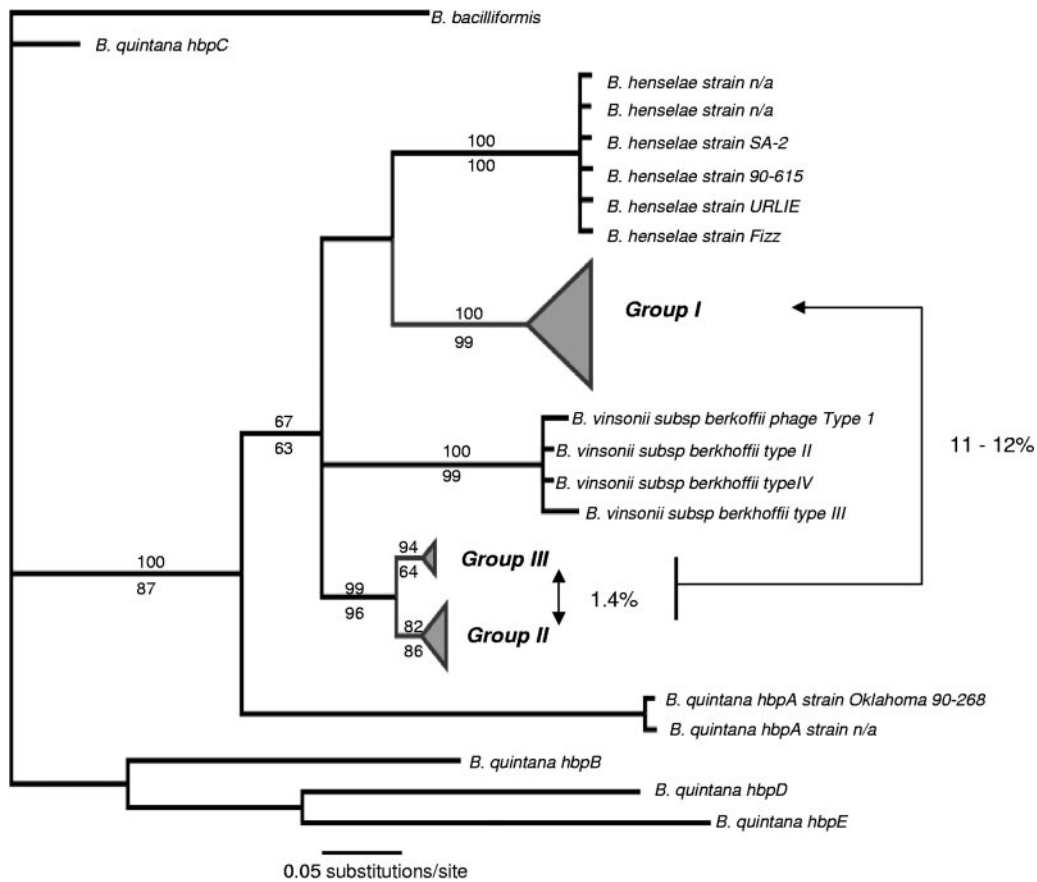 B. bacilliformis
B. quintana hbpC
B. henselae strain n/a
B. henselae strain n/a
100
B. henselae strain SA-2
100
B. henselae strain 90-615
B. henselae strain URLIE
B. henselae strain Fizz
100
Group I
99
67
B. vinsonii subsp berkoffii phage Type 1
63
100
B. vinsonii subsp berkhoffii type II
11 - 12%
99
B. vinsonii subsp berkhoffii typeIV
B. vinsonii subsp berkhoffii type III
94
Group III
100
64
87
99
1.4%
96
82
Group II
86
B. quintana hbpA strain Oklahoma 90-268
B. quintana hbpA strain n/a
B. quintana hbpB
B. quintana hbpD
B. quintana hbpE
0.05 substitutions/site